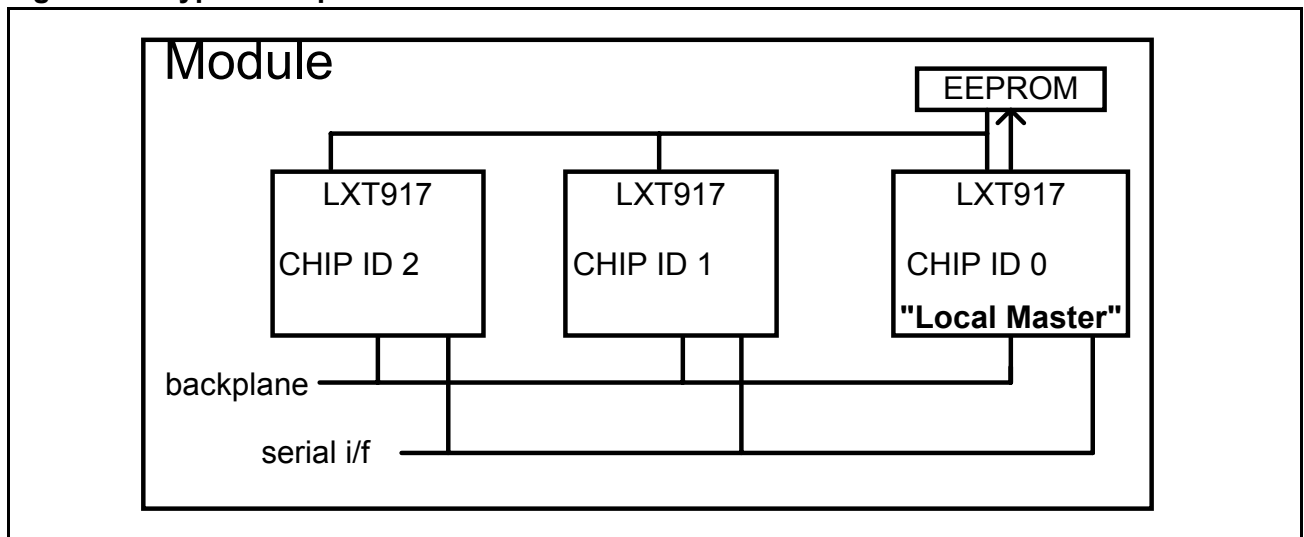 Module
EEPROM
LXT917
LXT917
LXT917
CHIP ID 2
CHIP ID 1
CHIP ID 0
"Local Master"
backplane
serial i/f